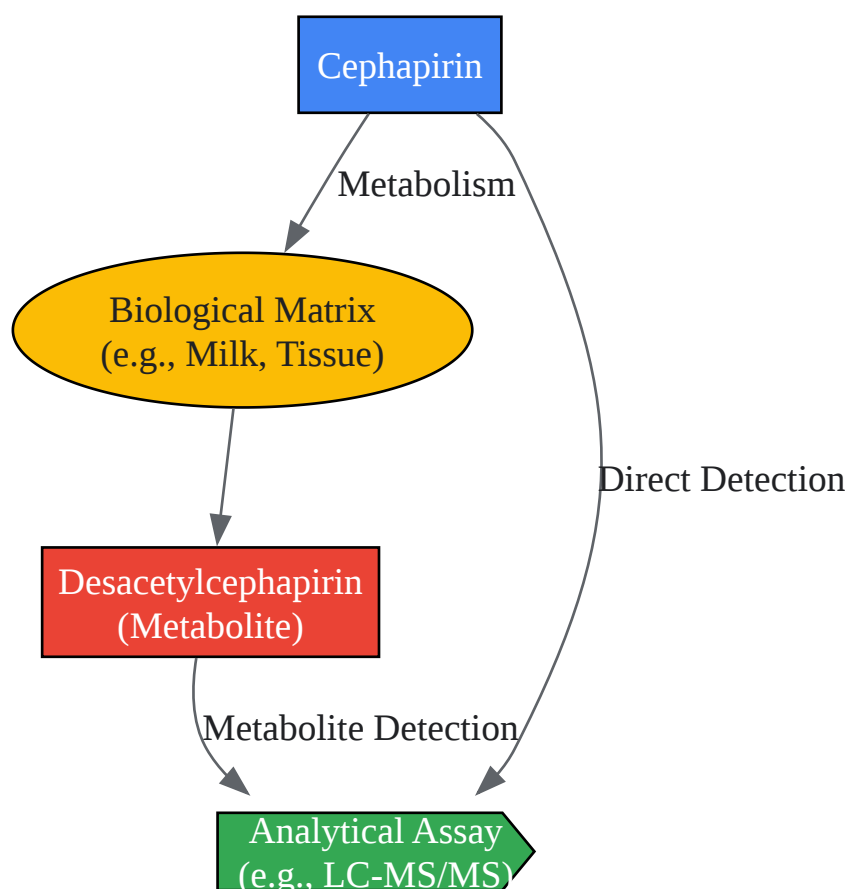 Cephapirin
Metabolism
Biological Matrix
(e.g., Milk, Tissue)
Direct Detection
Desacetylcephapirin
(Metabolite)
Metabolite Detection
Analytical Assay
(e.g., LC-MS/MS)